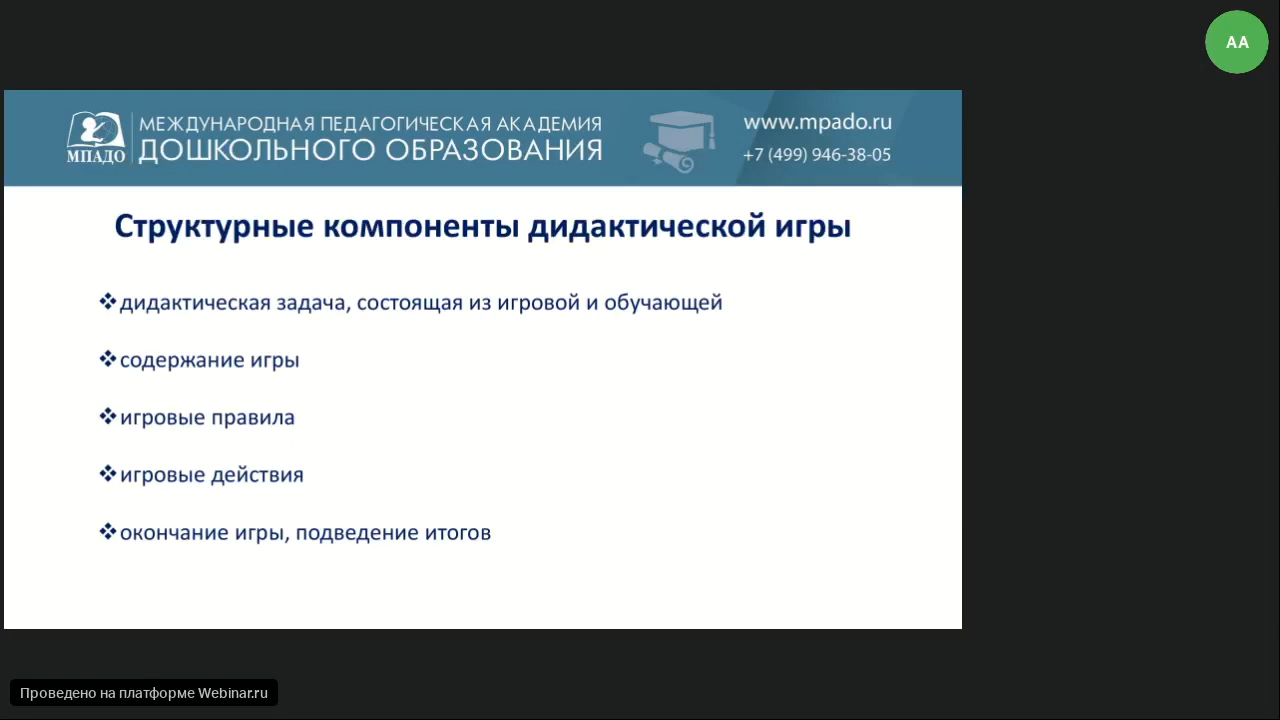 АА
МПАДО
МЕЖДУНАРОДНАЯ ПЕДАГОГИЧЕСКАЯ АКАДЕМИЯ
ДОШКОЛЬНОГО ОБРАЗОВАНИЯ
www.mpado.ru
+7 (499) 946-38-05
Структурные компоненты дидактической игры
❖дидактическая задача, состоящая из игровой и обучающей
❖содержание игры
❖игровые правила
❖игровые действия
❖окончание игры, подведение итогов
Проведено на платформе Webinar.ru